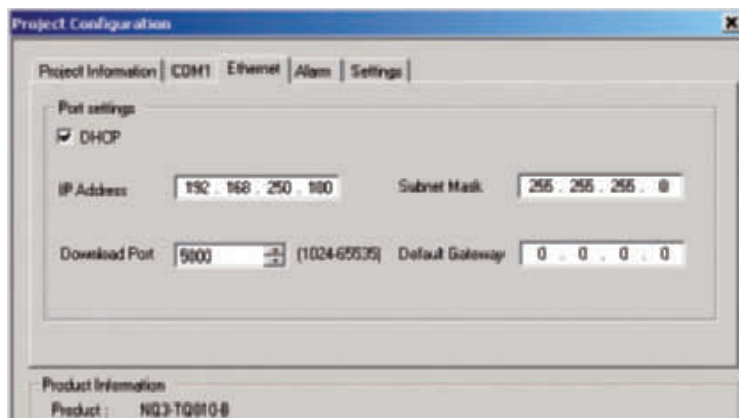 Project Configuration
Project Information COM1 Ethernet Alarm Settings
Port settings
DHCP
IP Address 192 . 168 . 250 . 180 Subnet Mask 255 . 255 . 255 . 0
Download Port 5000 (1024-65535) Default Gateway 0 . 0 . 0 . 0
Product Information
Product : NQ3-TQ010-B